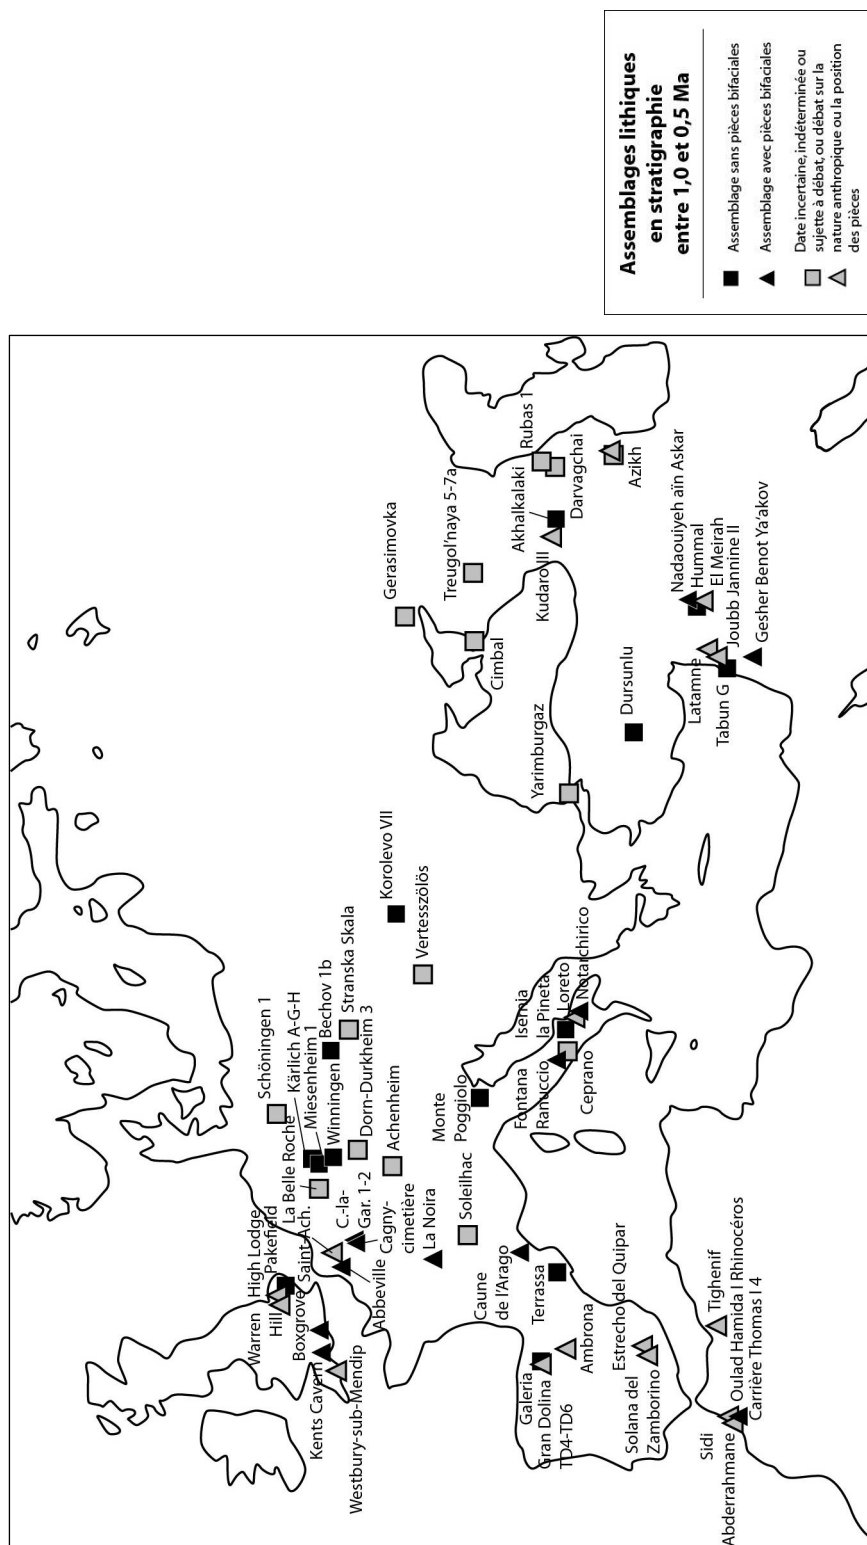 Assemblages lithiques
en stratigraphie
entre 1,0 et 0,5 Ma
Assemblage sans pièces bifaciales
Assemblage avec pièces bifaciales
Date incertaine, indéterminée ou
sujette à débat, ou débat sur la
nature anthropique ou la position
des pièces
Warren
Hill
High Lodge
Pakefield
Boxgrove
Kents Cavern
Westbury-sub-Mendip
Saint-Ach.
La Belle Roche
Abbeville
C.-la-
Gar. 1-2
Cagny-
cimetière
La Noira
Schöningen 1
Kärlich A-G-H
Miesenheim 1
Winningen
Bechov 1b
Stranska Skala
Dorn-Durkheim 3
Achenheim
Korolevo VII
Vertesszölös
Soleilhac
Monte
Poggiolo
Caune
de l'Arago
Terrassa
Galeria
Gran Dolina
TD4-TD6
Ambrona
Estrecho del Quipar
Solana del
Zamborino
Fontana
Ranuccio
Ceprano
Isernia
la Pineta
Loreto
Notarchirico
Tighenif
Sidi
Abderrahmane
Oulad Hamida I Rhinocéros
Carrière Thomas I 4
Gerasimovka
Cimbal
Treugol'naya 5-7a
Akhalkalaki
Kudaro III
Rubas 1
Darvagchai
Azikh
Yarimburgaz
Dursunlu
Nadaouiyeh aïn Askar
Hummal
El Meirah
Latamne
Joubb Jannine II
Tabun G
Gesher Benot Ya'akov